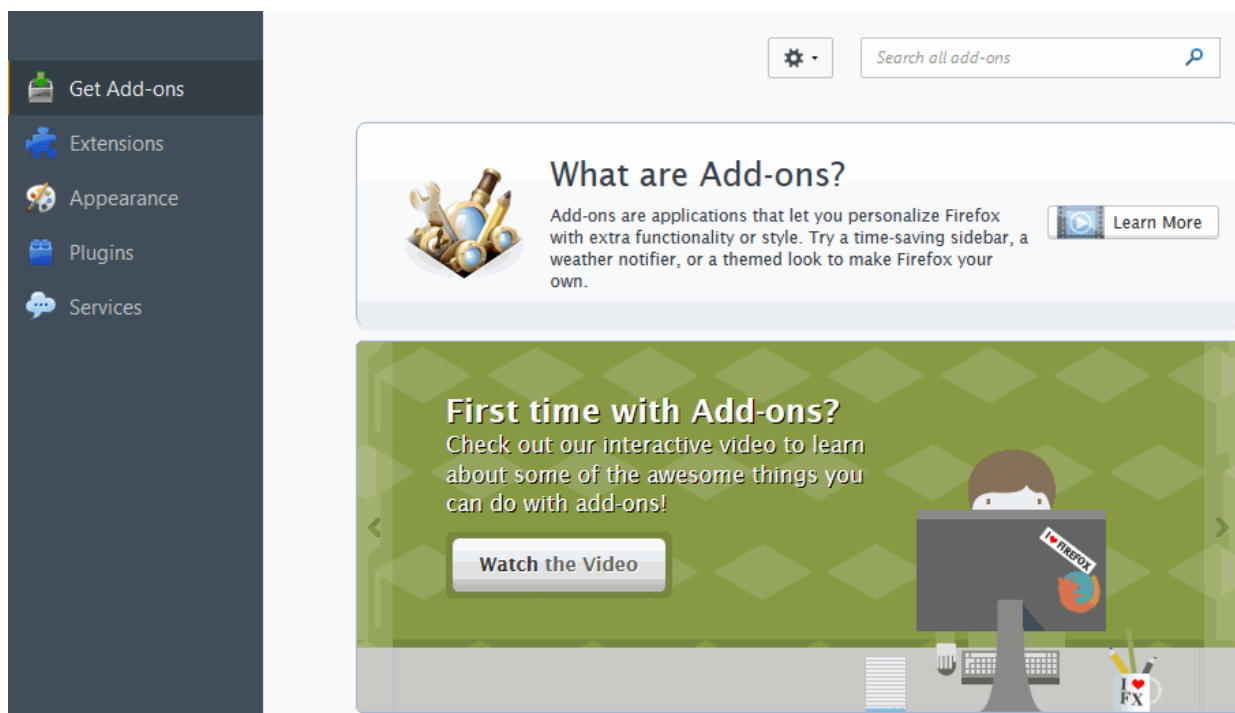 Search all add-ons
Get Add-ons
Extensions
Appearance
Plugins
Services
What are Add-ons?
Add-ons are applications that let you personalize Firefox
with extra functionality or style. Try a time-saving sidebar, a
weather notifier, or a themed look to make Firefox your
own.
Learn More
First time with Add-ons?
Check out our interactive video to learn
about some of the awesome things you
can do with add-ons!
Watch the Video
I ♥ FIREFOX
I ♥
FX